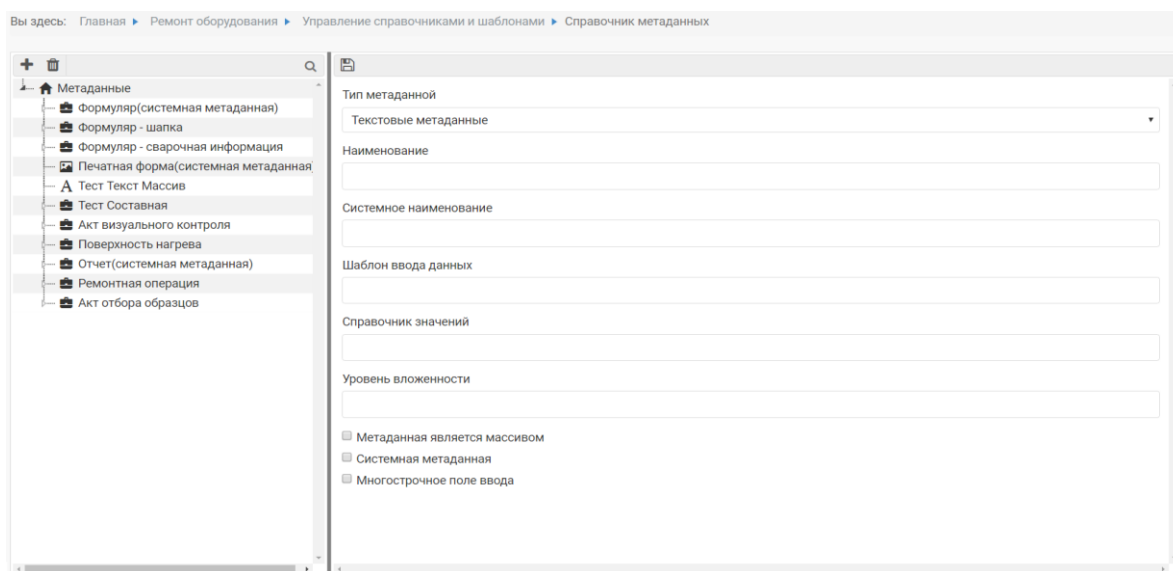 Вы здесь: Главная ▸ Ремонт оборудования ▸ Управление справочниками и шаблонами ▸ Справочник метаданных
Метаданные
Формуляр(системная метаданная)
Формуляр - шапка
Формуляр - сварочная информация
Печатная форма(системная метаданная
Тест Текст Массив
Тест Составная
Акт визуального контроля
Поверхность нагрева
Отчет(системная метаданная)
Ремонтная операция
Акт отбора образцов
Тип метаданной
Текстовые метаданные
Наименование
Системное наименование
Шаблон ввода данных
Справочник значений
Уровень вложенности
Метаданная является массивом
Системная метаданная
Многострочное поле ввода